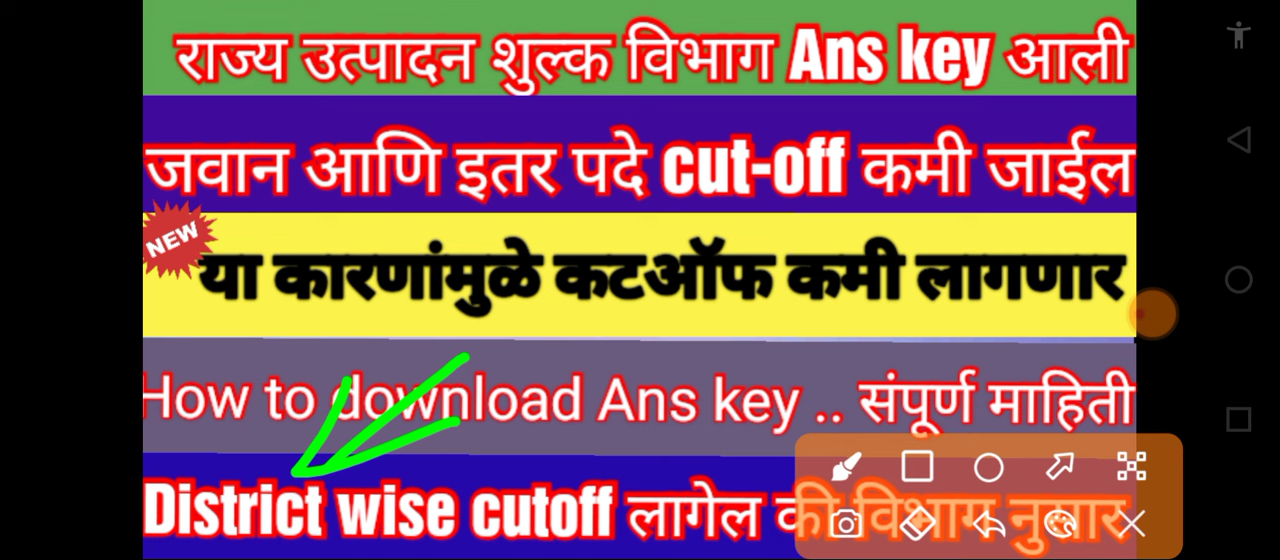 राज्य उत्पादन शुल्क विभाग Ans key आली
जवान आणि इतर पदे cut-off कमी जाईल
NEW
या कारणांमुळे कटऑफ कमी लागणार
How to download Ans key .. संपूर्ण माहिती
District wise cutoff लागेल की विभाग नुसार